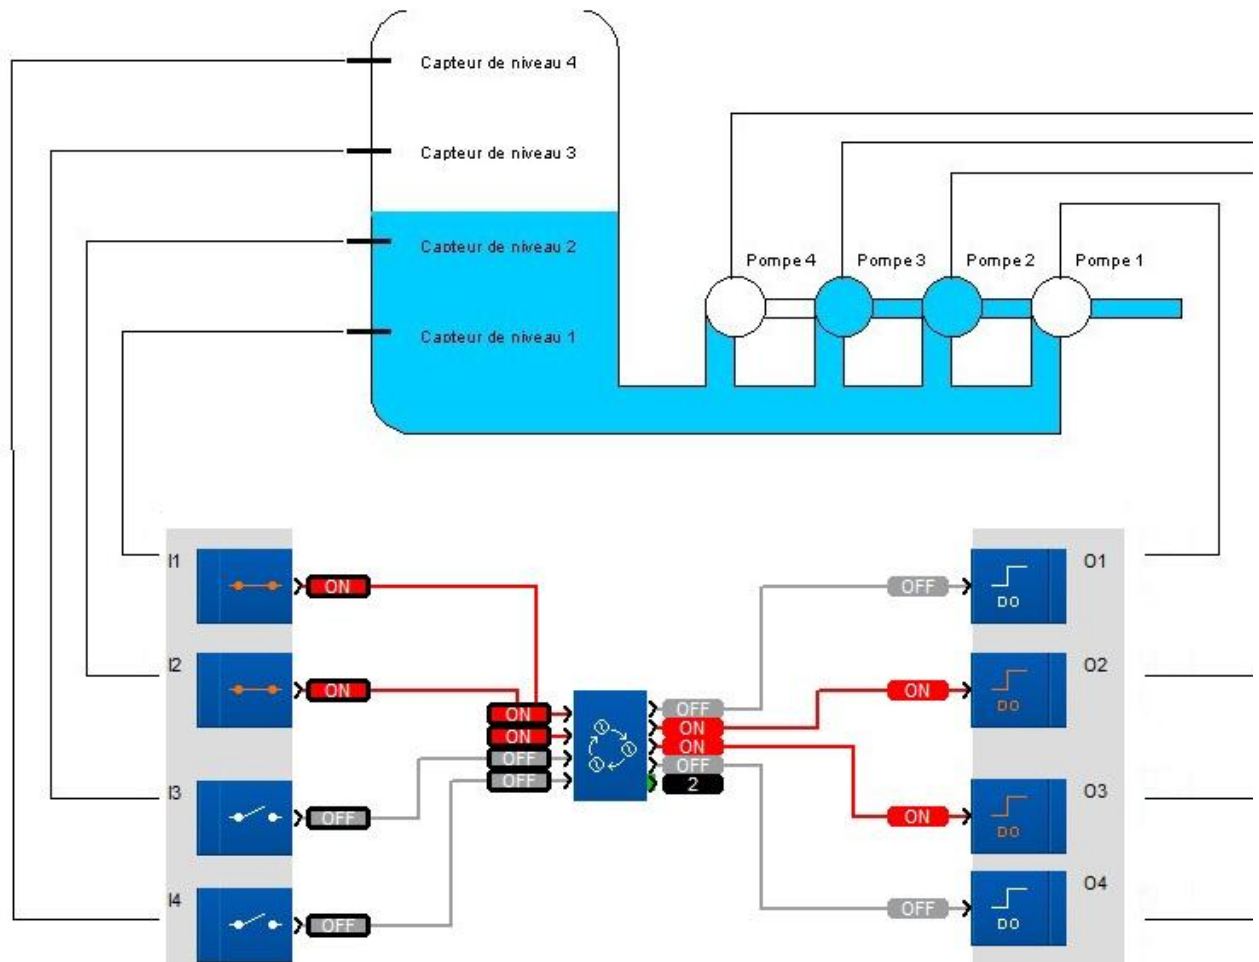 Capteur de niveau 4
Capteur de niveau 3
Capteur de niveau 2
Capteur de niveau 1
Pompe 4
Pompe 3
Pompe 2
Pompe 1
I1
ON
I2
ON
I3
OFF
I4
OFF
ON
ON
OFF
OFF
OFF
ON
ON
OFF
2
OFF
DO
O1
ON
DO
O2
ON
DO
O3
OFF
DO
O4